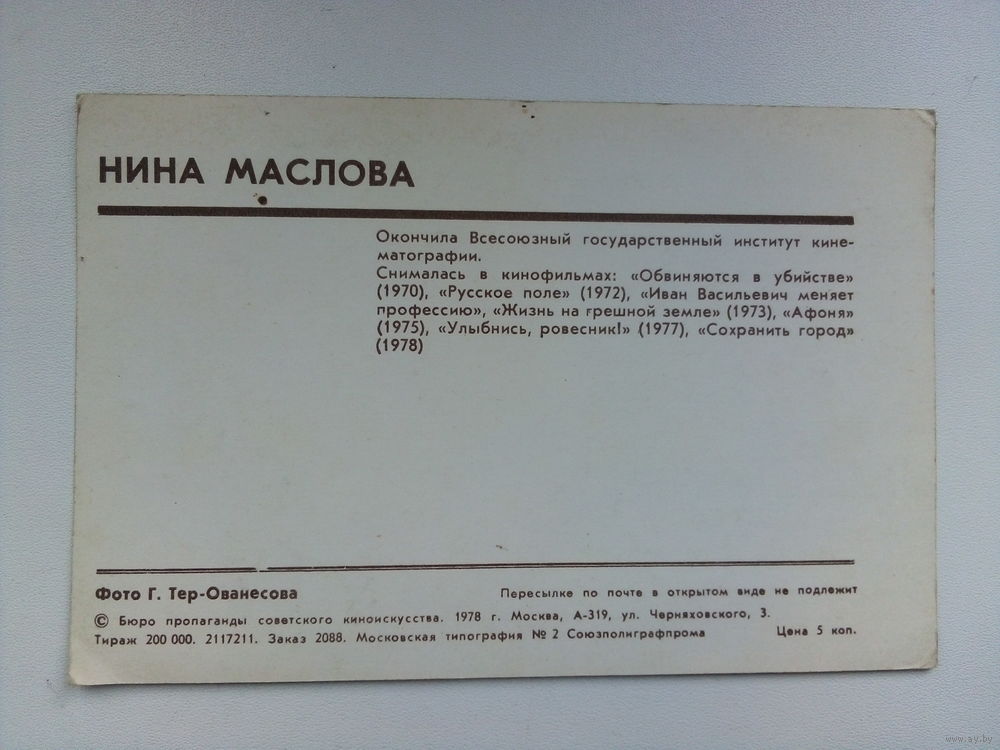 НИНА МАСЛОВА
Окончила Всесоюзный государственный институт кине-
матографии.
Снималась в кинофильмах: «Обвиняются в убийстве»
(1970), «Русское поле» (1972), «Иван Васильевич меняет
профессию», «Жизнь на грешной земле» (1973), «Афоня»
(1975), «Улыбнись, ровесник!» (1977), «Сохранить город»
(1978)
Фото Г. Тер-Ованесова
Пересылке по почте в открытом виде не подлежит
© Бюро пропаганды советского киноискусства. 1978 г. Москва, А-319, ул. Черняховского, 3.
Тираж 200 000. 2117211. Заказ 2088. Московская типография № 2 Союзполиграфпрома
Цена 5 коп.
www.ay.by